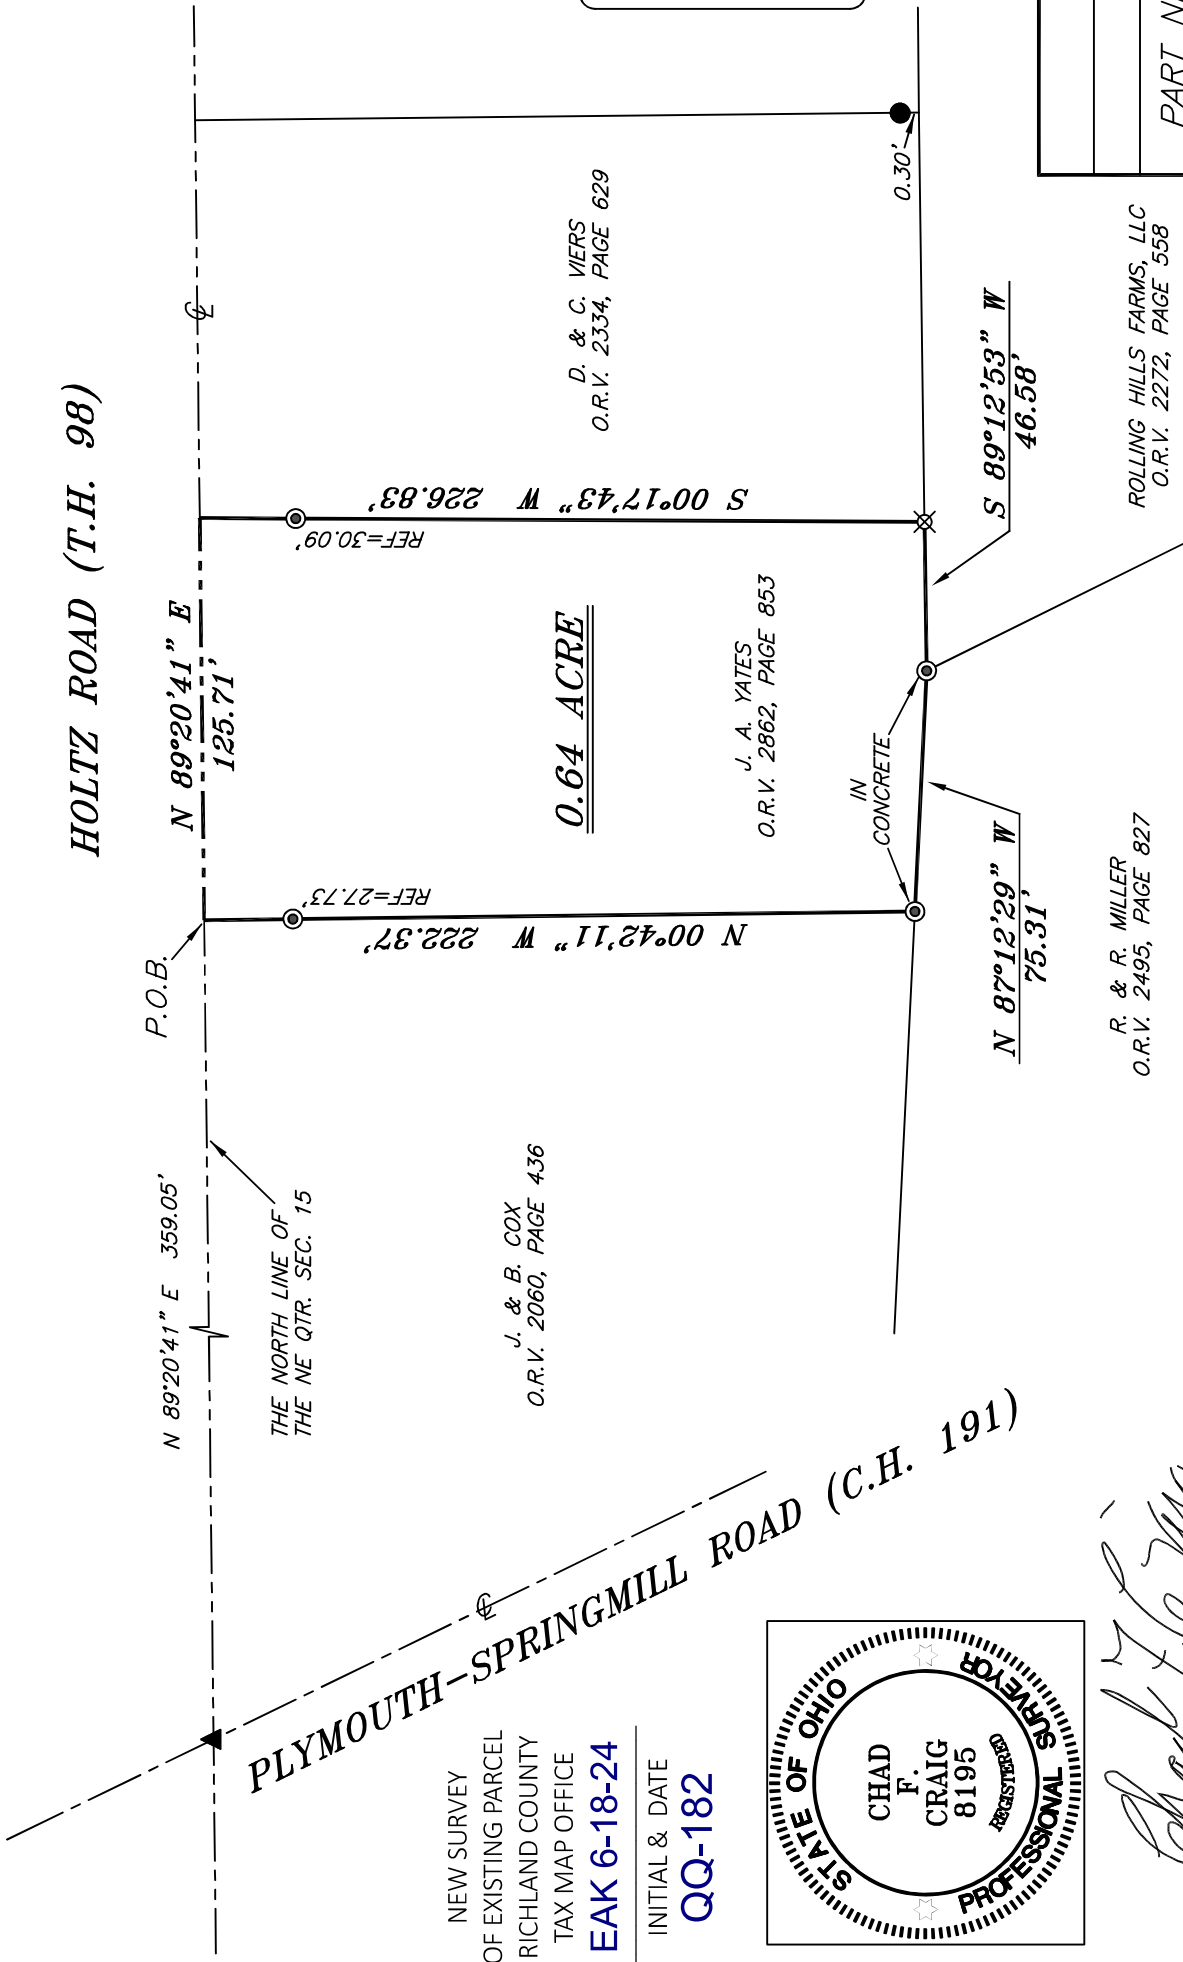 HOLTZ ROAD (T.H. 98)
N 89°20'41" E 359.05'
P.O.B.
N 89°20'41" E
125.71'
℄
THE NORTH LINE OF
THE NE QTR. SEC. 15
REF=27.73'
N 00°42'11" W 222.37'
REF=30.09'
S 00°17'43" W 226.83'
0.64 ACRE
J. & B. COX
O.R.V. 2060, PAGE 436
J. A. YATES
O.R.V. 2862, PAGE 853
D. & C. VIERS
O.R.V. 2334, PAGE 629
IN
CONCRETE
0.30'
N 87°12'29" W
75.31'
S 89°12'53" W
46.58'
R. & R. MILLER
O.R.V. 2495, PAGE 827
ROLLING HILLS FARMS, LLC
O.R.V. 2272, PAGE 558
℄
PLYMOUTH-SPRINGMILL ROAD (C.H. 191)
NEW SURVEY
OF EXISTING PARCEL
RICHLAND COUNTY
TAX MAP OFFICE
EAK 6-18-24
INITIAL & DATE
QQ-182
STATE OF OHIO
CHAD
F.
CRAIG
8195
REGISTERED
PROFESSIONAL SURVEYOR
PART